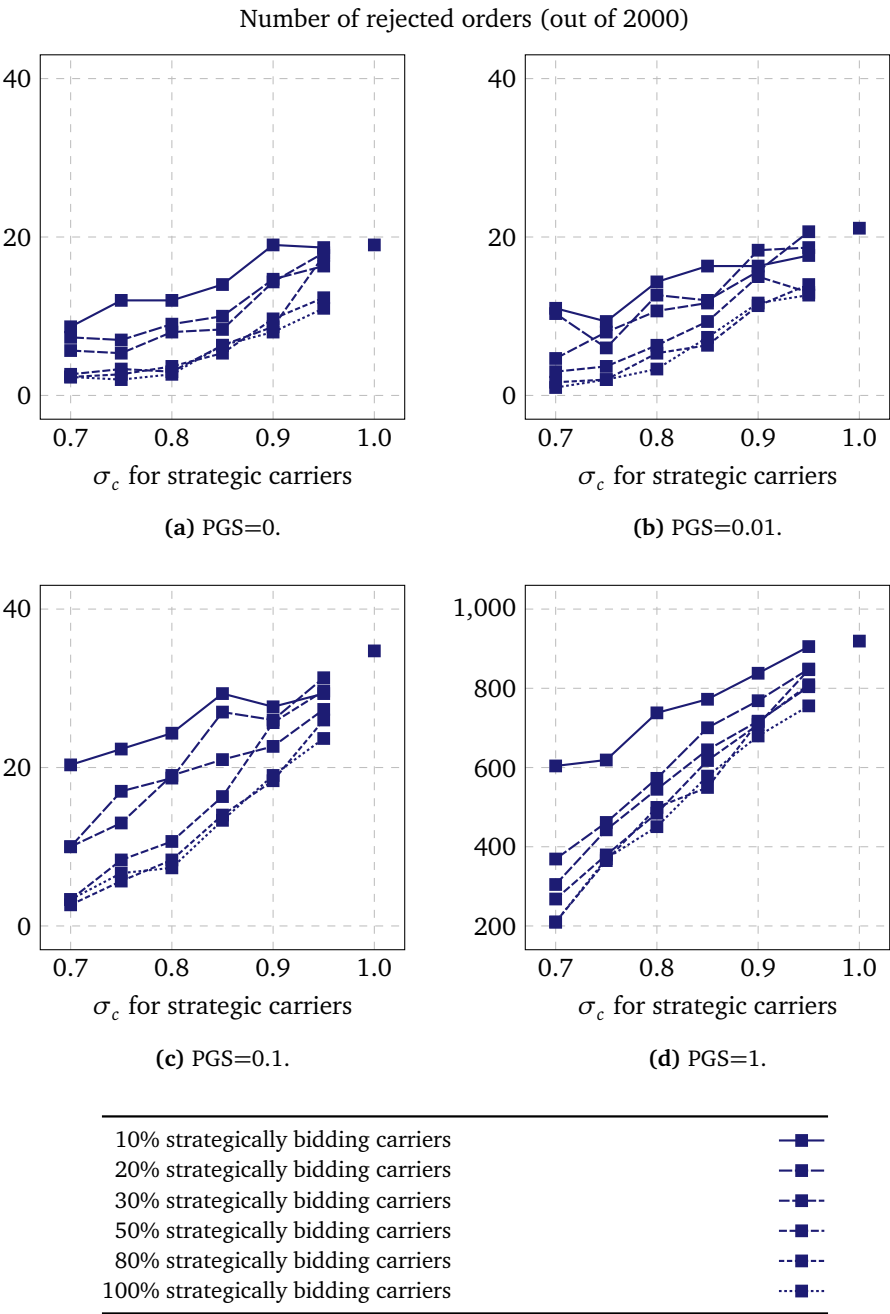 Number of rejected orders (out of 2000)
40
20
0
0.7 0.8 0.9 1.0
σc for strategic carriers
(a) PGS=0.
40
20
0
0.7 0.8 0.9 1.0
σc for strategic carriers
(b) PGS=0.01.
40
20
0
0.7 0.8 0.9 1.0
σc for strategic carriers
(c) PGS=0.1.
1,000
800
600
400
200
0.7 0.8 0.9 1.0
σc for strategic carriers
(d) PGS=1.
10% strategically bidding carriers
20% strategically bidding carriers
30% strategically bidding carriers
50% strategically bidding carriers
80% strategically bidding carriers
100% strategically bidding carriers